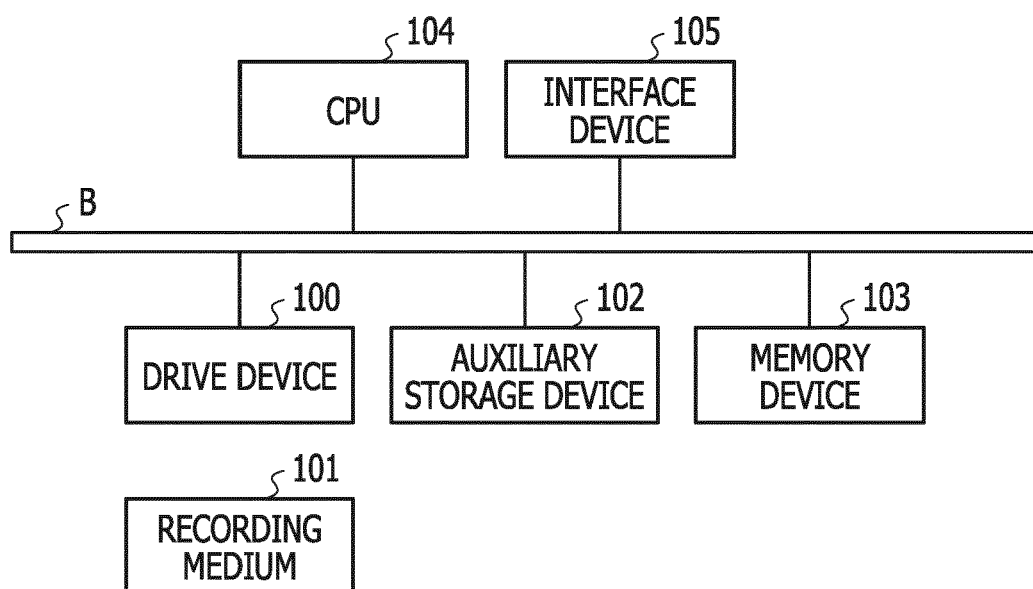 104
CPU
105
INTERFACE
DEVICE
B
100
DRIVE DEVICE
102
AUXILIARY
STORAGE DEVICE
103
MEMORY
DEVICE
101
RECORDING
MEDIUM